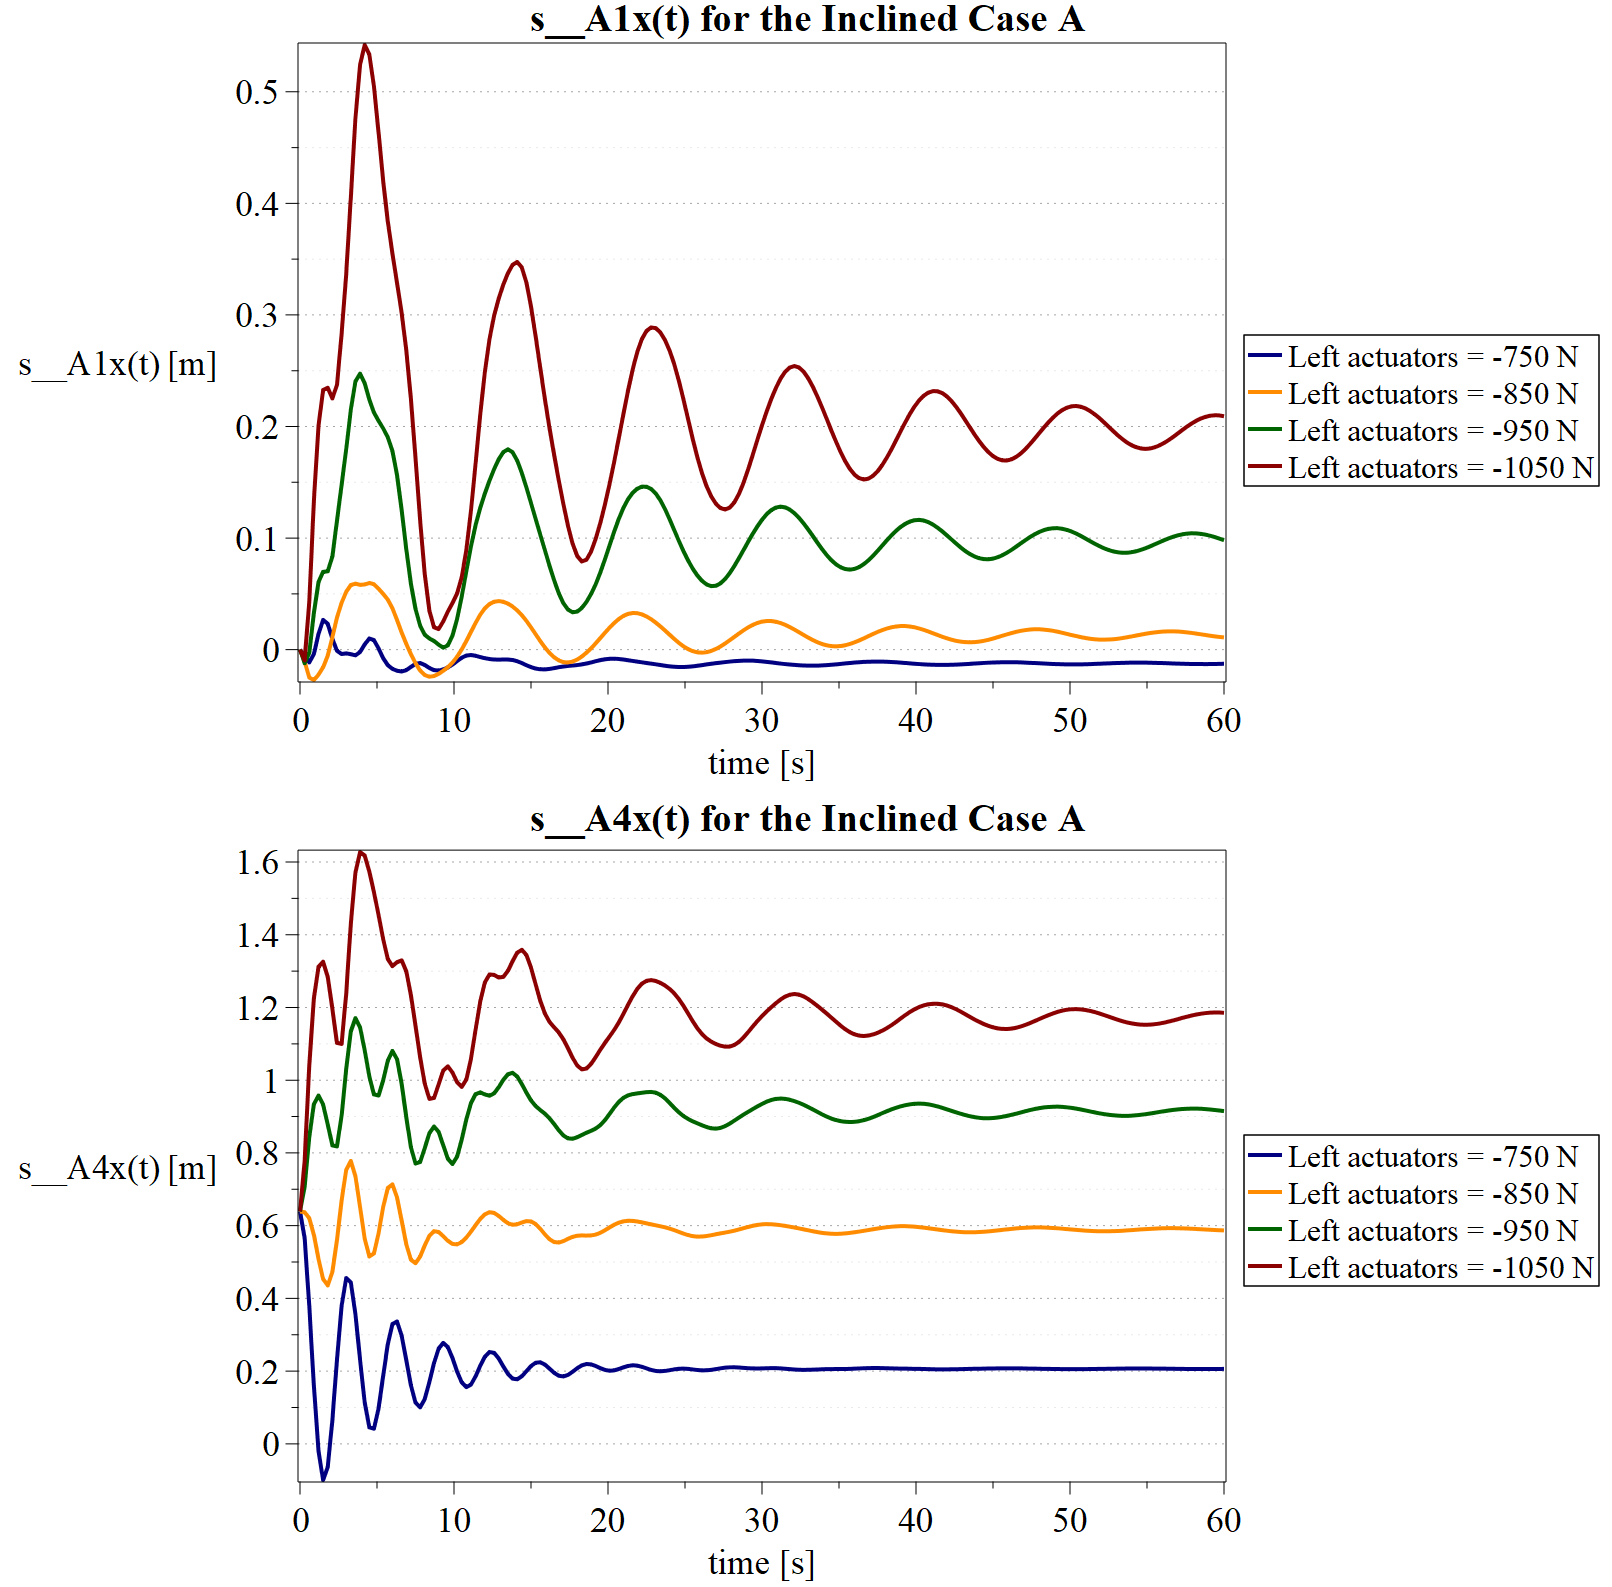 s__A1x(t) for the Inclined Case A
0.5
0.4
0.3
s__A1x(t) [m]
0.2
0.1
0
0 10 20 30 40 50 60
time [s]
Left actuators = -750 N
Left actuators = -850 N
Left actuators = -950 N
Left actuators = -1050 N
s__A4x(t) for the Inclined Case A
1.6
1.4
1.2
1
0.8
s__A4x(t) [m]
0.6
0.4
0.2
0
0 10 20 30 40 50 60
time [s]
Left actuators = -750 N
Left actuators = -850 N
Left actuators = -950 N
Left actuators = -1050 N